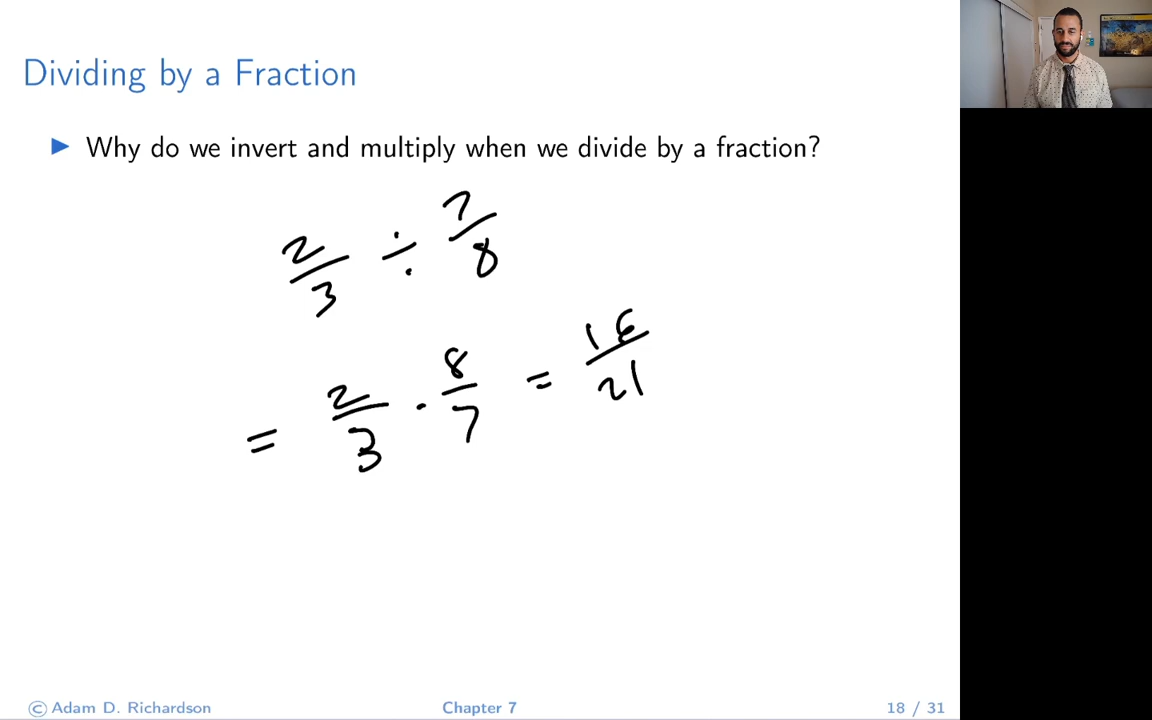 Dividing by a Fraction
▶ Why do we invert and multiply when we divide by a fraction?
2/3 ÷ 7/8
= 2/3 · 8/7 = 16/21
© Adam D. Richardson Chapter 7 18 / 31